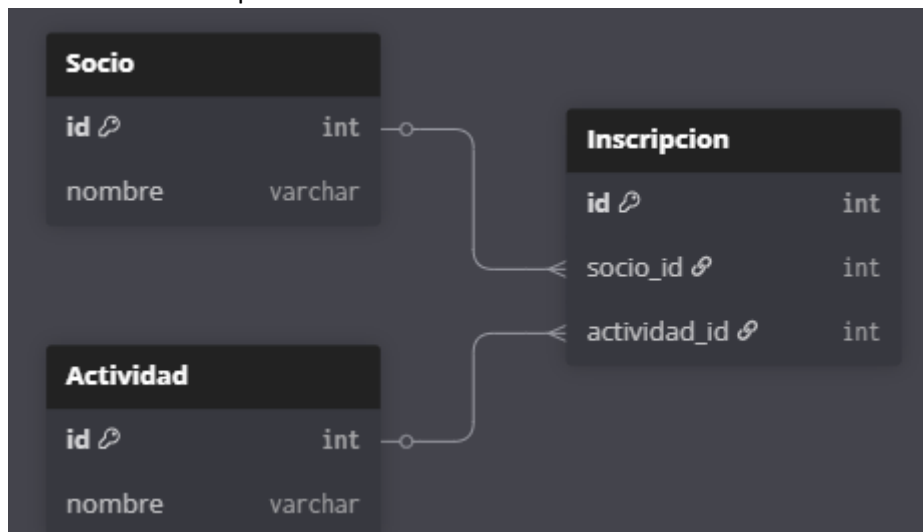 Socio
id int
nombre varchar
Inscripcion
id int
socio_id int
actividad_id int
Actividad
id int
nombre varchar